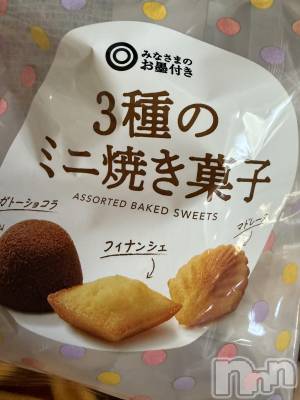 みなさまの
お墨付き
3種の
ミニ焼き菓子
ASSORTED BAKED SWEETS
ガトーショコラ
フィナンシェ
マドレーヌ